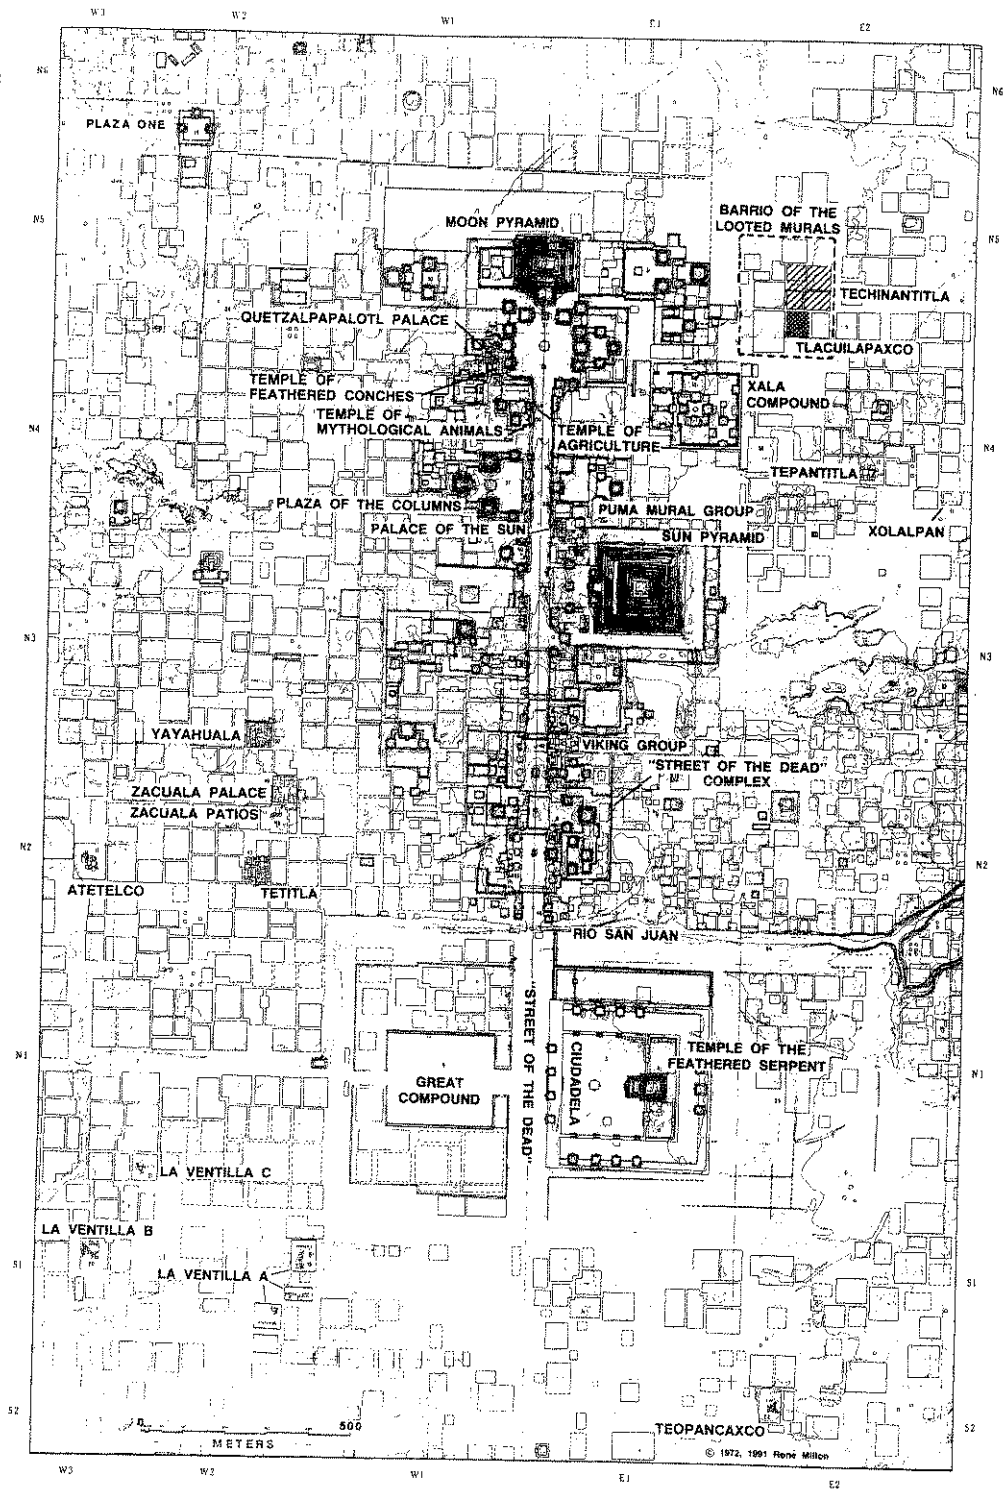 W3 W2 W1 E1 E2
N6 N6
PLAZA ONE
N5 N5
MOON PYRAMID
BARRIO OF THE
LOOTED MURALS
TECHINANTITLA
QUETZALPAPALOTL PALACE
TLACUILAPAXCO
TEMPLE OF
FEATHERED CONCHES
XALA
COMPOUND
TEMPLE OF
MYTHOLOGICAL ANIMALS
TEMPLE OF
AGRICULTURE
N4 N4
TEPANTITLA
PLAZA OF THE COLUMNS
PUMA MURAL GROUP
PALACE OF THE SUN
SUN PYRAMID
XOLALPAN
N3 N3
YAYAHUALA
VIKING GROUP
"STREET OF THE DEAD"
COMPLEX
ZACUALA PALACE
ZACUALA PATIOS
N2 N2
ATETELCO
TETITLA
RIO SAN JUAN
"STREET OF THE DEAD"
CIUDADELA
TEMPLE OF THE
FEATHERED SERPENT
N1 N1
GREAT
COMPOUND
LA VENTILLA C
LA VENTILLA B
S1 S1
LA VENTILLA A
S2 S2
0 500
METERS
TEOPANCAXCO
© 1972, 1991 René Millon
W3 W2 W1 E1 E2